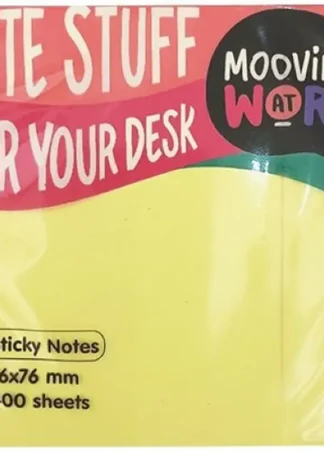 TE STUFF
R YOUR DESK
MOOVIN
AT
WOR
ticky Notes
6x76 mm
00 sheets